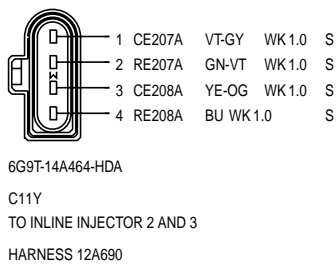 1 CE207A VT-GY WK 1.0 S
2 RE207A GN-VT WK 1.0 S
3 CE208A YE-OG WK 1.0 S
4 RE208A BU WK 1.0 S
6G9T-14A464-HDA
C11Y
TO INLINE INJECTOR 2 AND 3
HARNESS 12A690